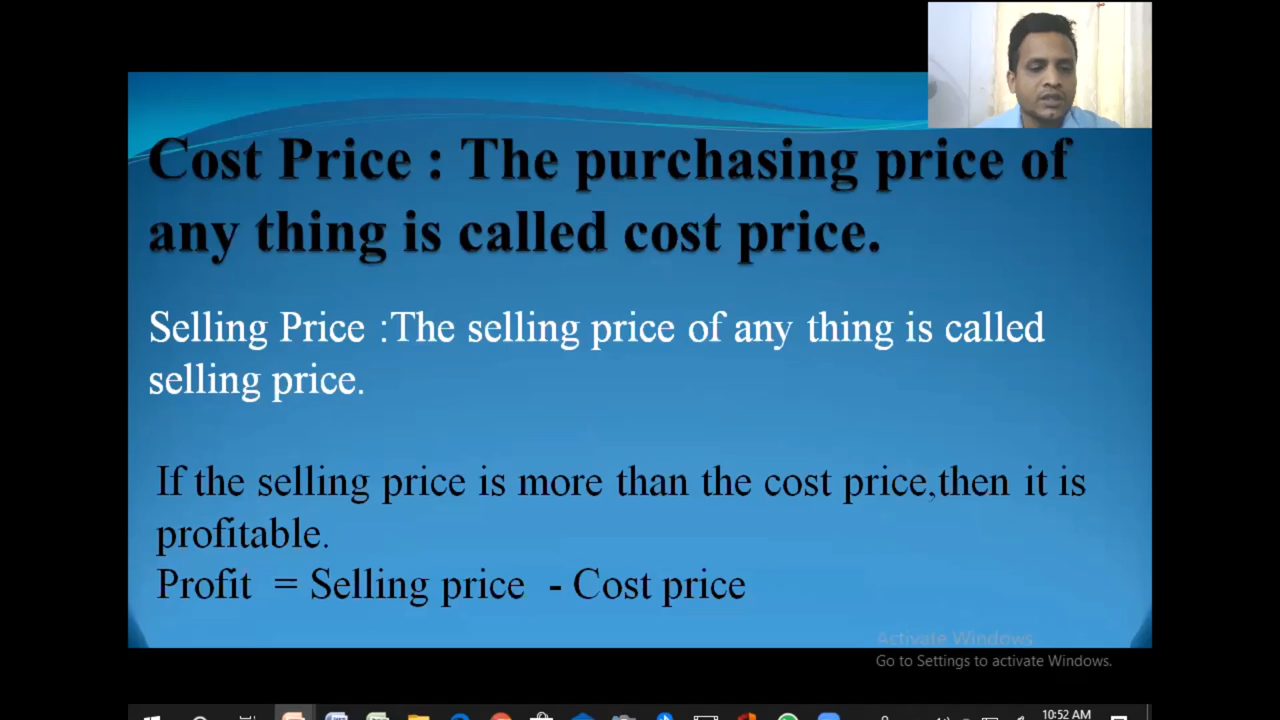 Cost Price : The purchasing price of
any thing is called cost price.
Selling Price :The selling price of any thing is called
selling price.
If the selling price is more than the cost price,then it is
profitable.
Profit = Selling price - Cost price
Activate Windows
Go to Settings to activate Windows.
10:52 AM